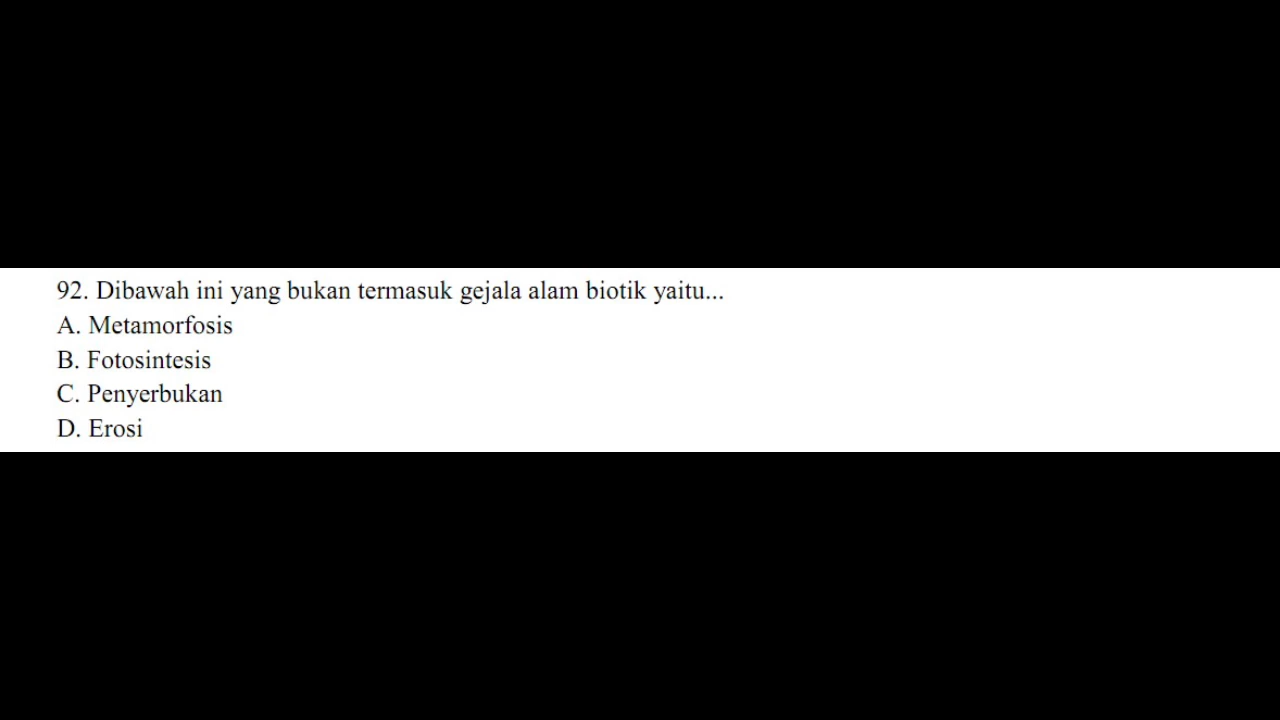 92. Dibawah ini yang bukan termasuk gejala alam biotik yaitu...
A. Metamorfosis
B. Fotosintesis
C. Penyerbukan
D. Erosi